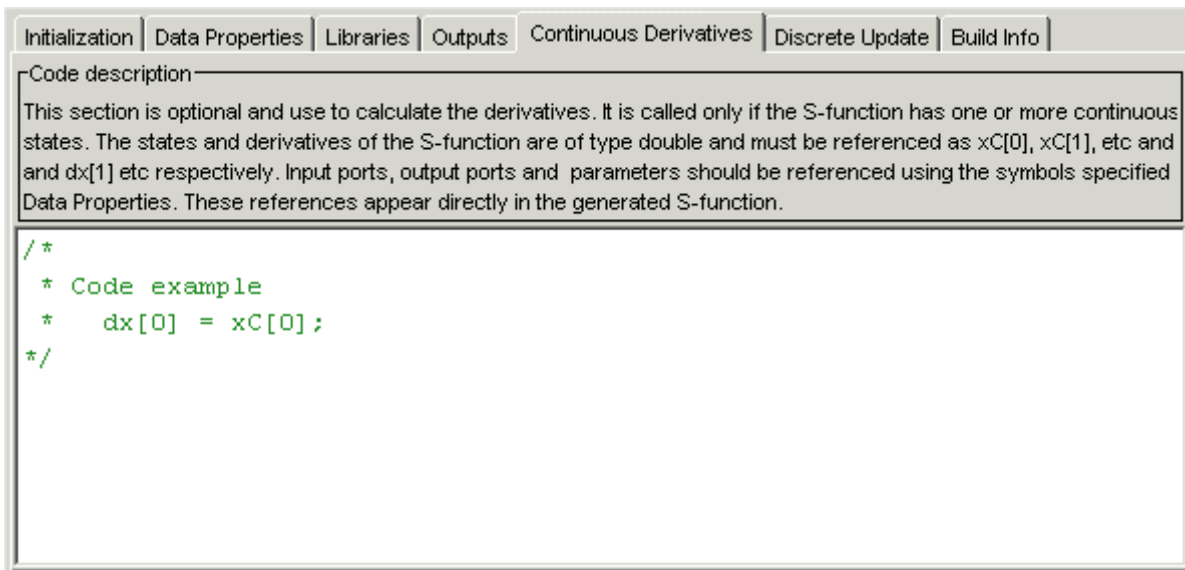 Initialization Data Properties Libraries Outputs Continuous Derivatives Discrete Update Build Info
Code description
This section is optional and use to calculate the derivatives. It is called only if the S-function has one or more continuous
states. The states and derivatives of the S-function are of type double and must be referenced as xC[0], xC[1], etc and
and dx[1] etc respectively. Input ports, output ports and parameters should be referenced using the symbols specified
Data Properties. These references appear directly in the generated S-function.
/*
* Code example
* dx[0] = xC[0];
*/